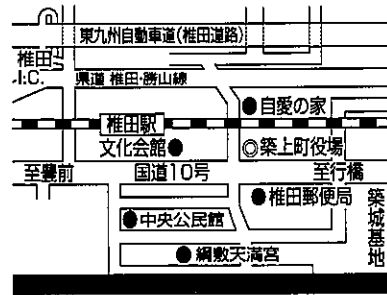 東九州自動車道(椎田道路)
椎田
I.C.
県道 椎田・勝山線
自愛の家
椎田駅
文化会館
築上町役場
至豊前
国道10号
至行橋
椎田郵便局
築城基地
中央公民館
綱敷天満宮